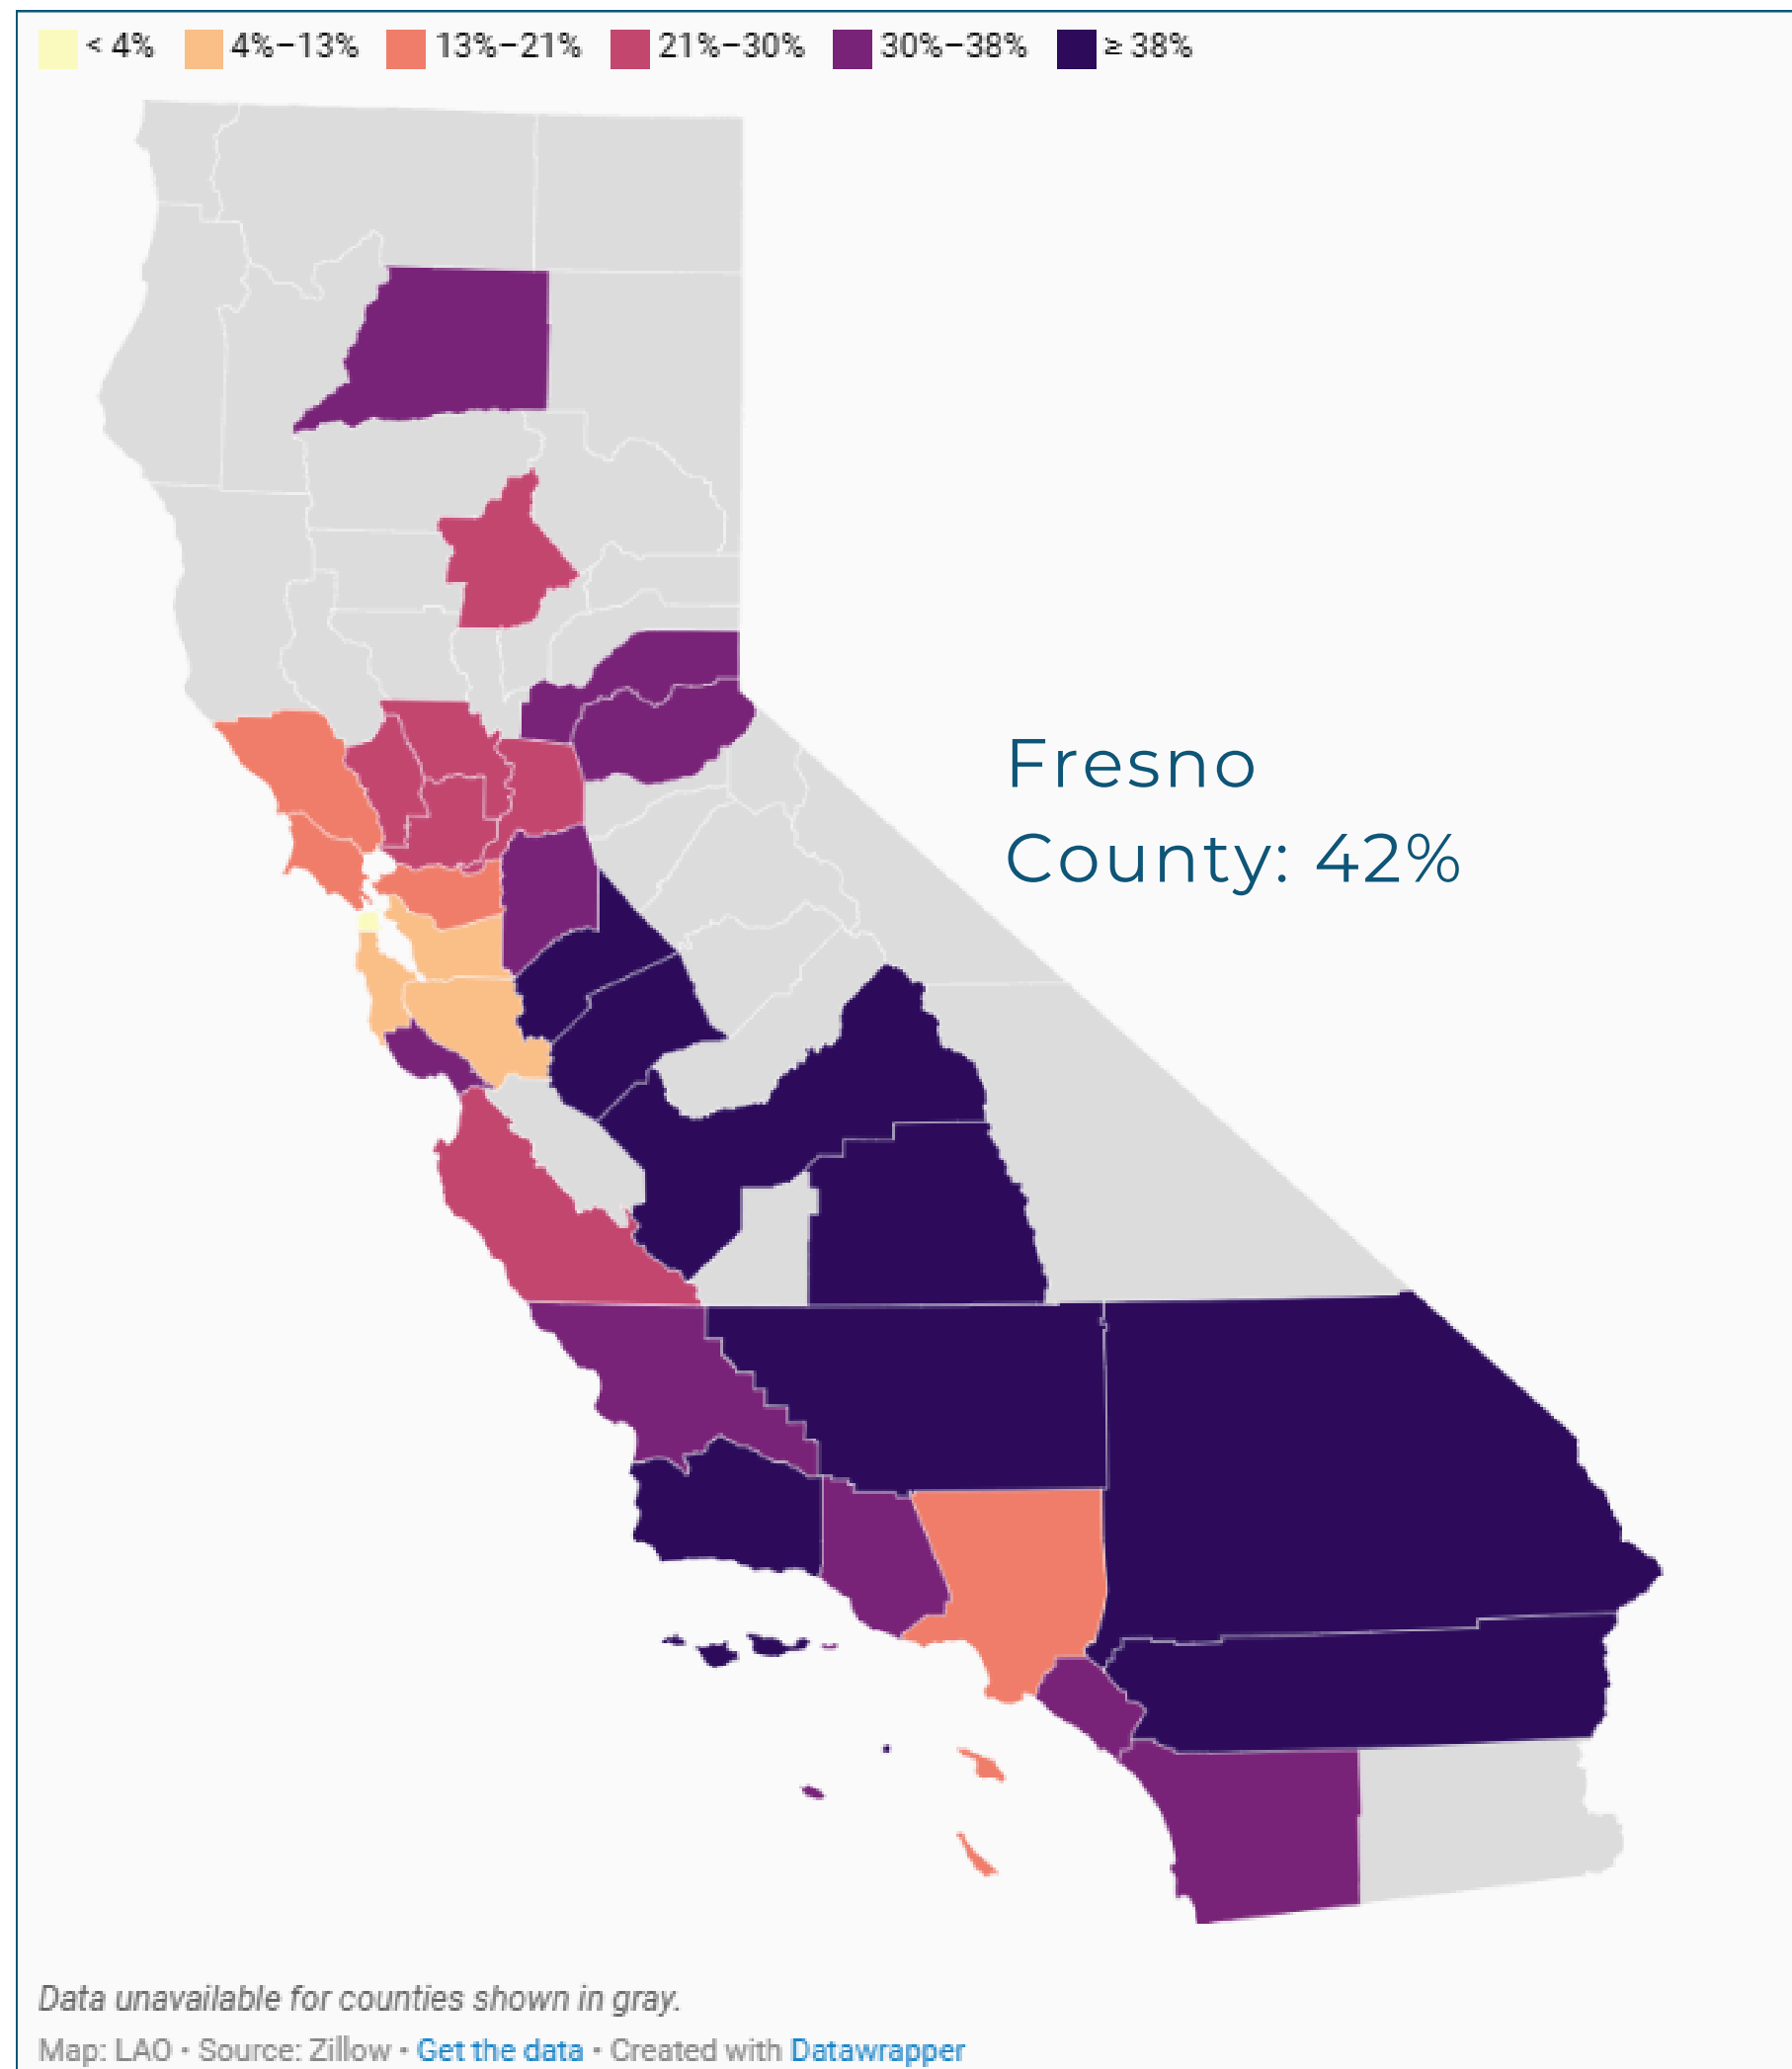 < 4% 4%–13% 13%–21% 21%–30% 30%–38% ≥ 38%
Fresno
County: 42%
Data unavailable for counties shown in gray.
Map: LAO • Source: Zillow • Get the data • Created with Datawrapper